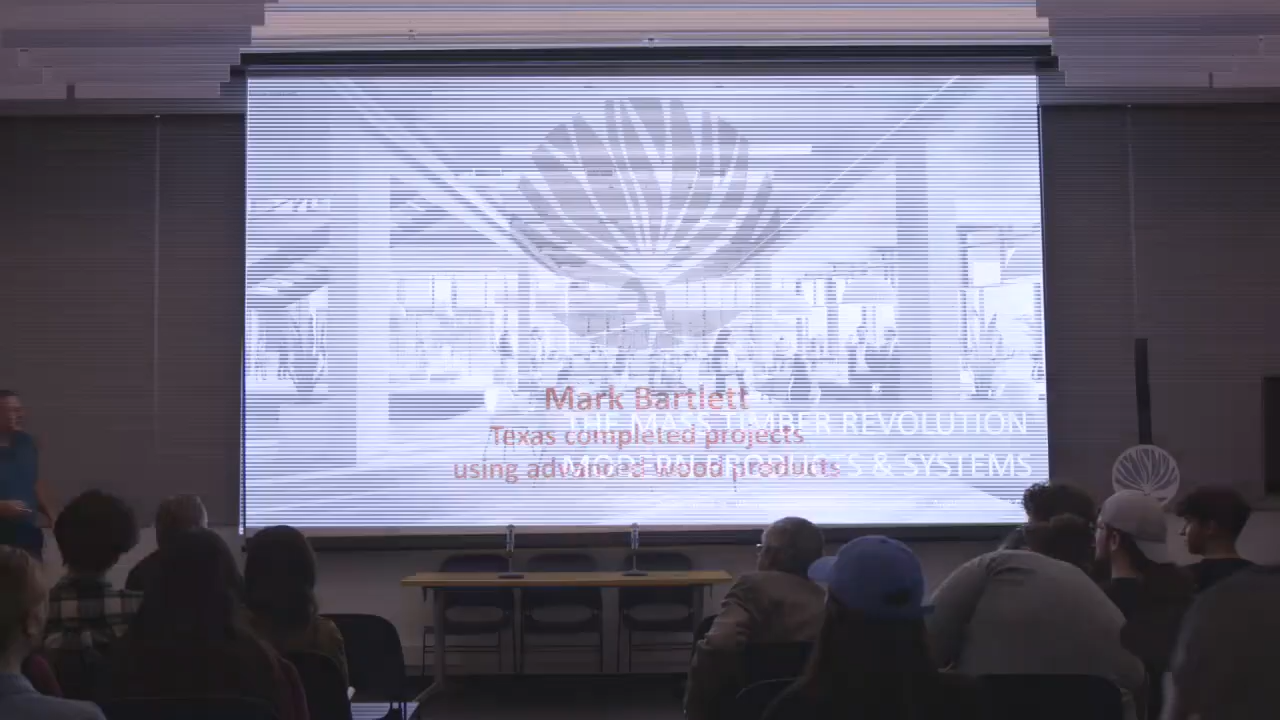 Mark Bartlett
THE MASS TIMBER REVOLUTION
Texas completed projects
MODERN PRODUCTS & SYSTEMS
using advanced wood products